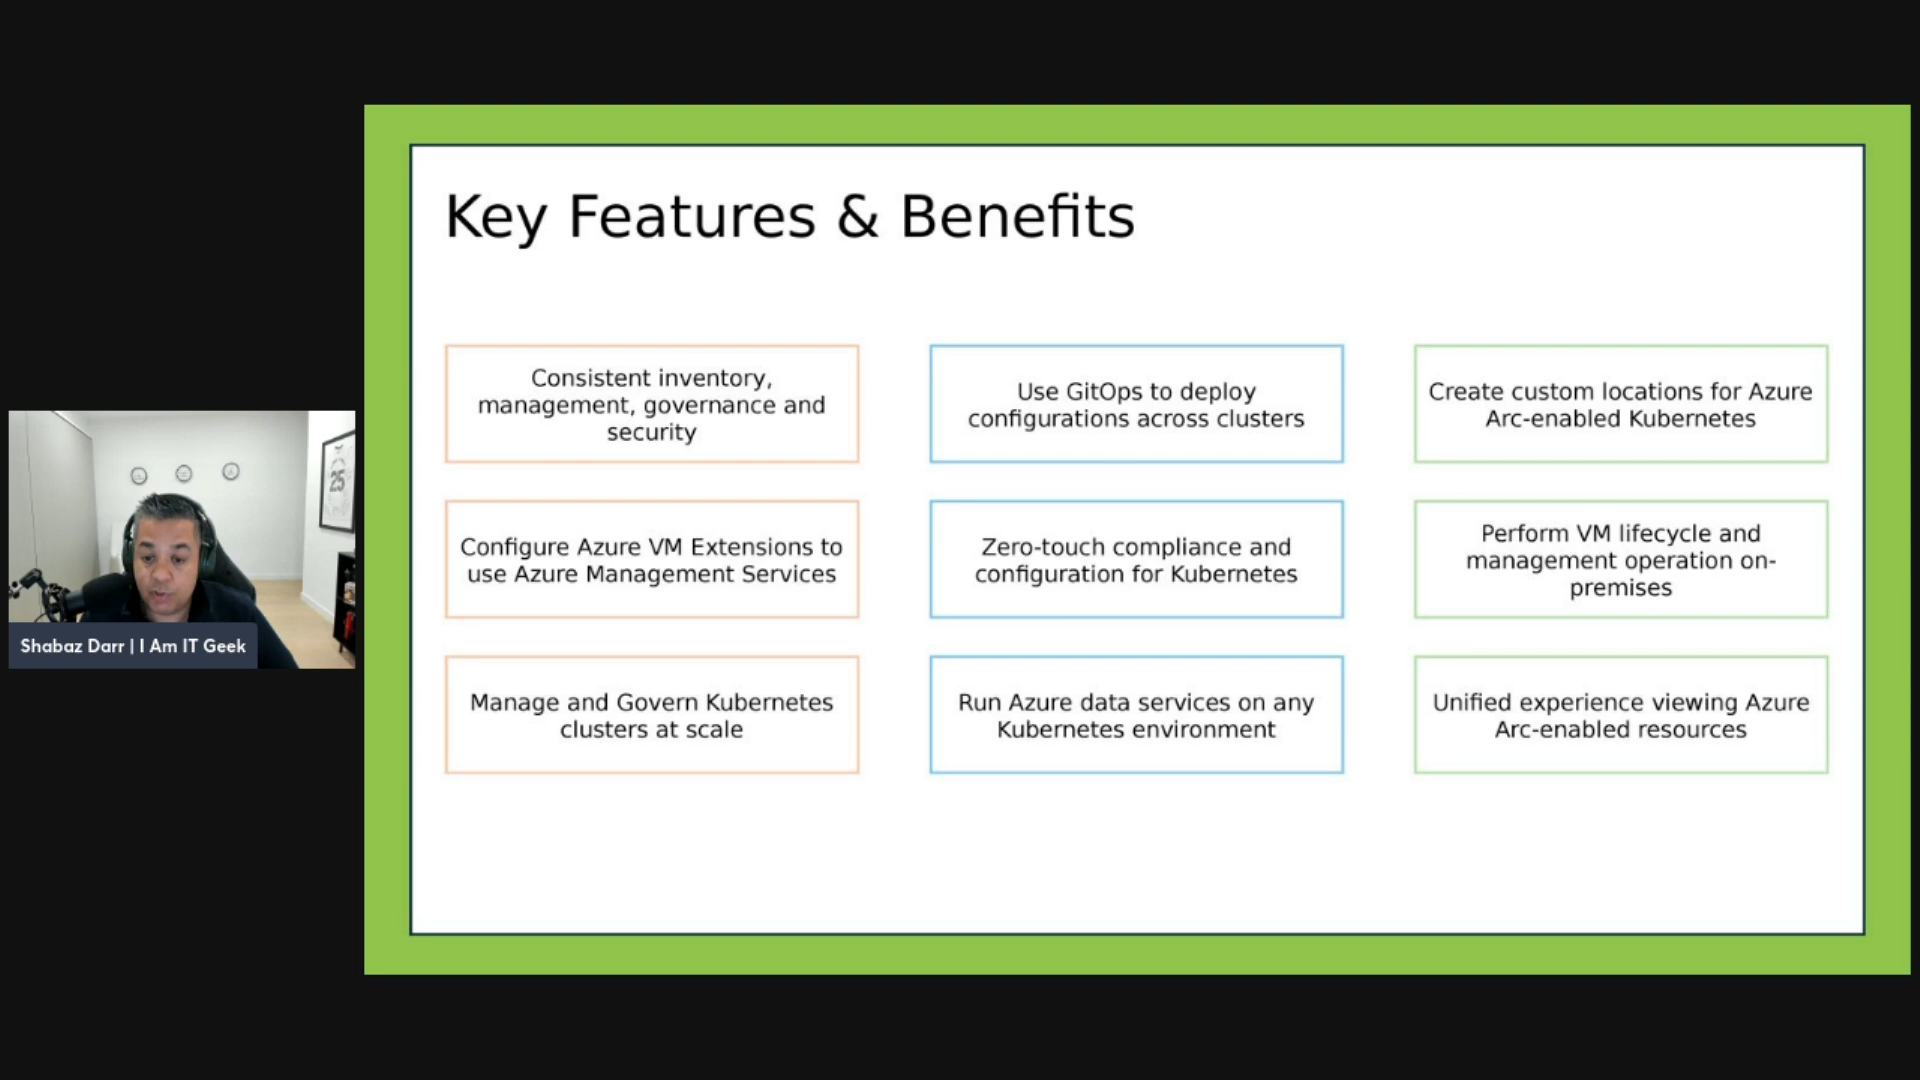 Key Features & Benefits
Consistent inventory,
management, governance and
security
Use GitOps to deploy
configurations across clusters
Create custom locations for Azure
Arc-enabled Kubernetes
Configure Azure VM Extensions to
use Azure Management Services
Zero-touch compliance and
configuration for Kubernetes
Perform VM lifecycle and
management operation on-
premises
Manage and Govern Kubernetes
clusters at scale
Run Azure data services on any
Kubernetes environment
Unified experience viewing Azure
Arc-enabled resources
25
Shabaz Darr | I Am IT Geek